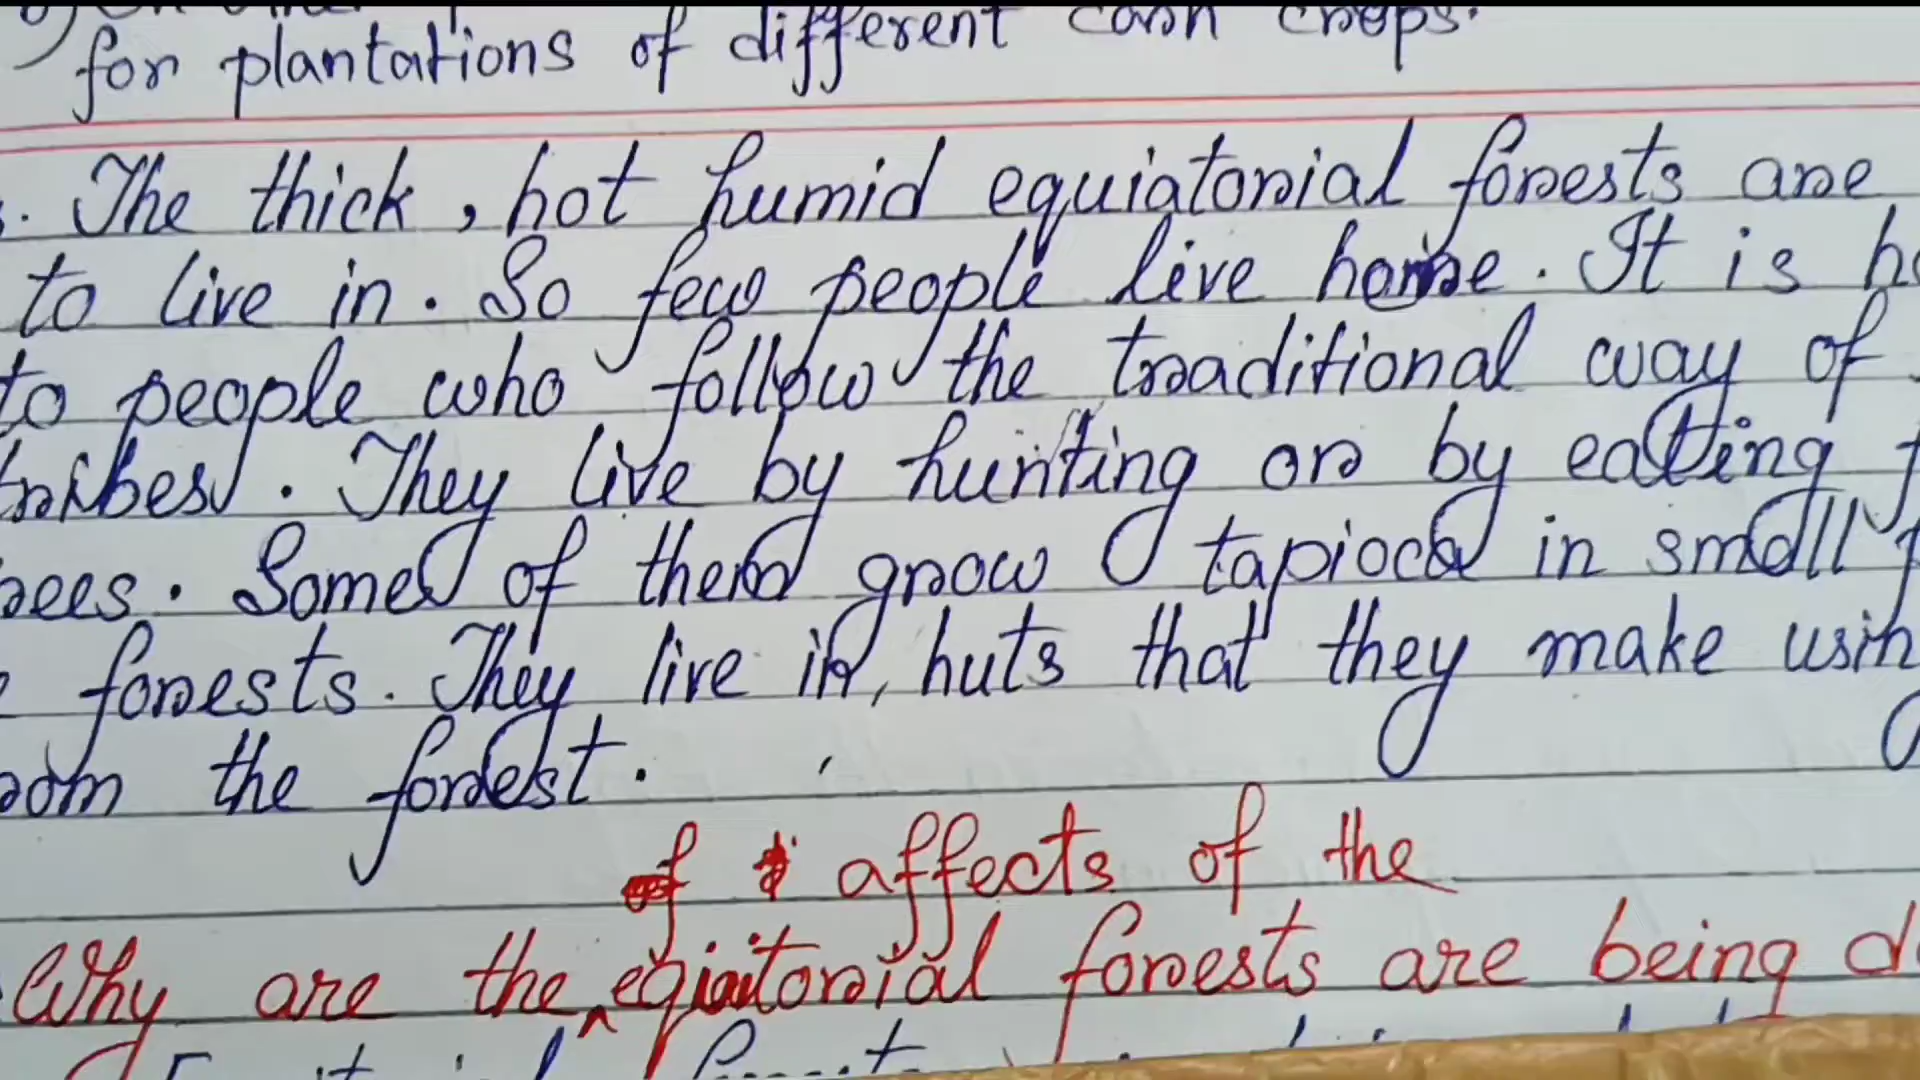 for plantations of different cash crops.
. The thick, hot humid equiatorial forests are
to live in. So few people live here. It is
to people who follow the traditional way of
tribes. They live by hunting or by eating
rees. Some of them grow tapioca in small
forests. They live in huts that they make usin
rom the forest.
of affects of the
Why are the ^ eqiatorial forests are being d